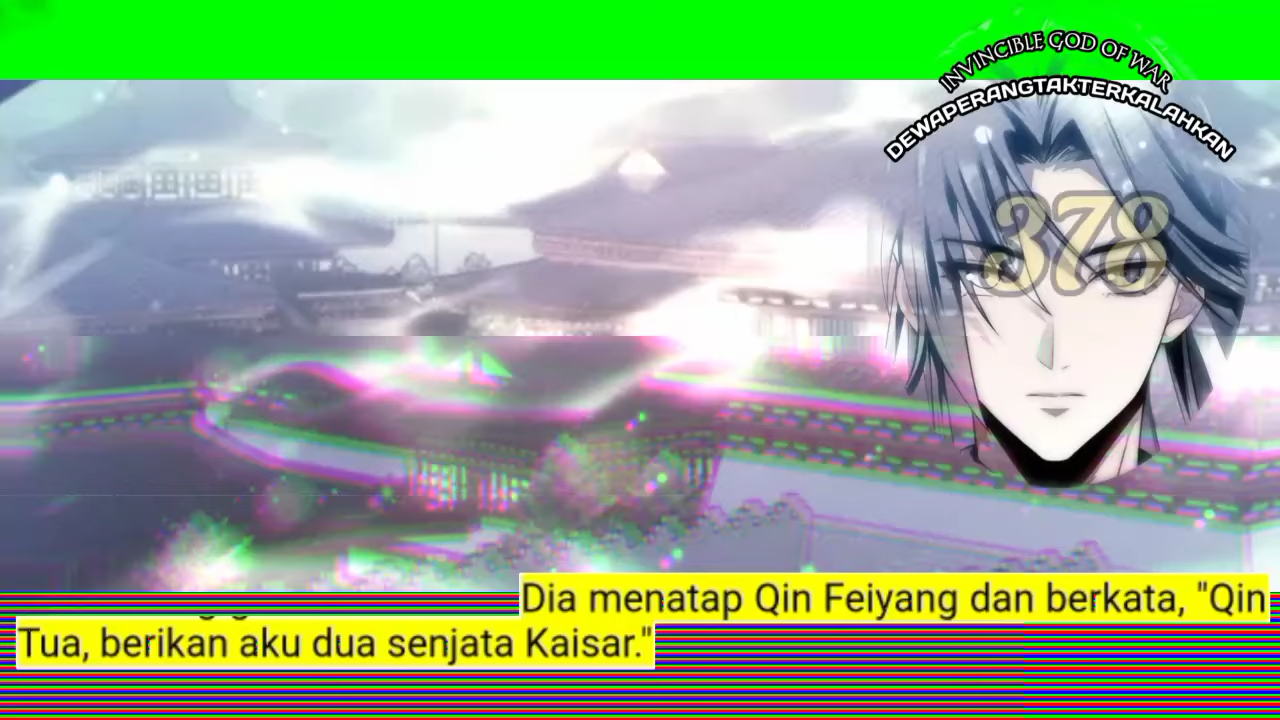 INVINCIBLE GOD OF WAR
DEWAPERANGTAKTERKALAHKAN
378
Dia menatap Qin Feiyang dan berkata, "Qin
Tua, berikan aku dua senjata Kaisar."